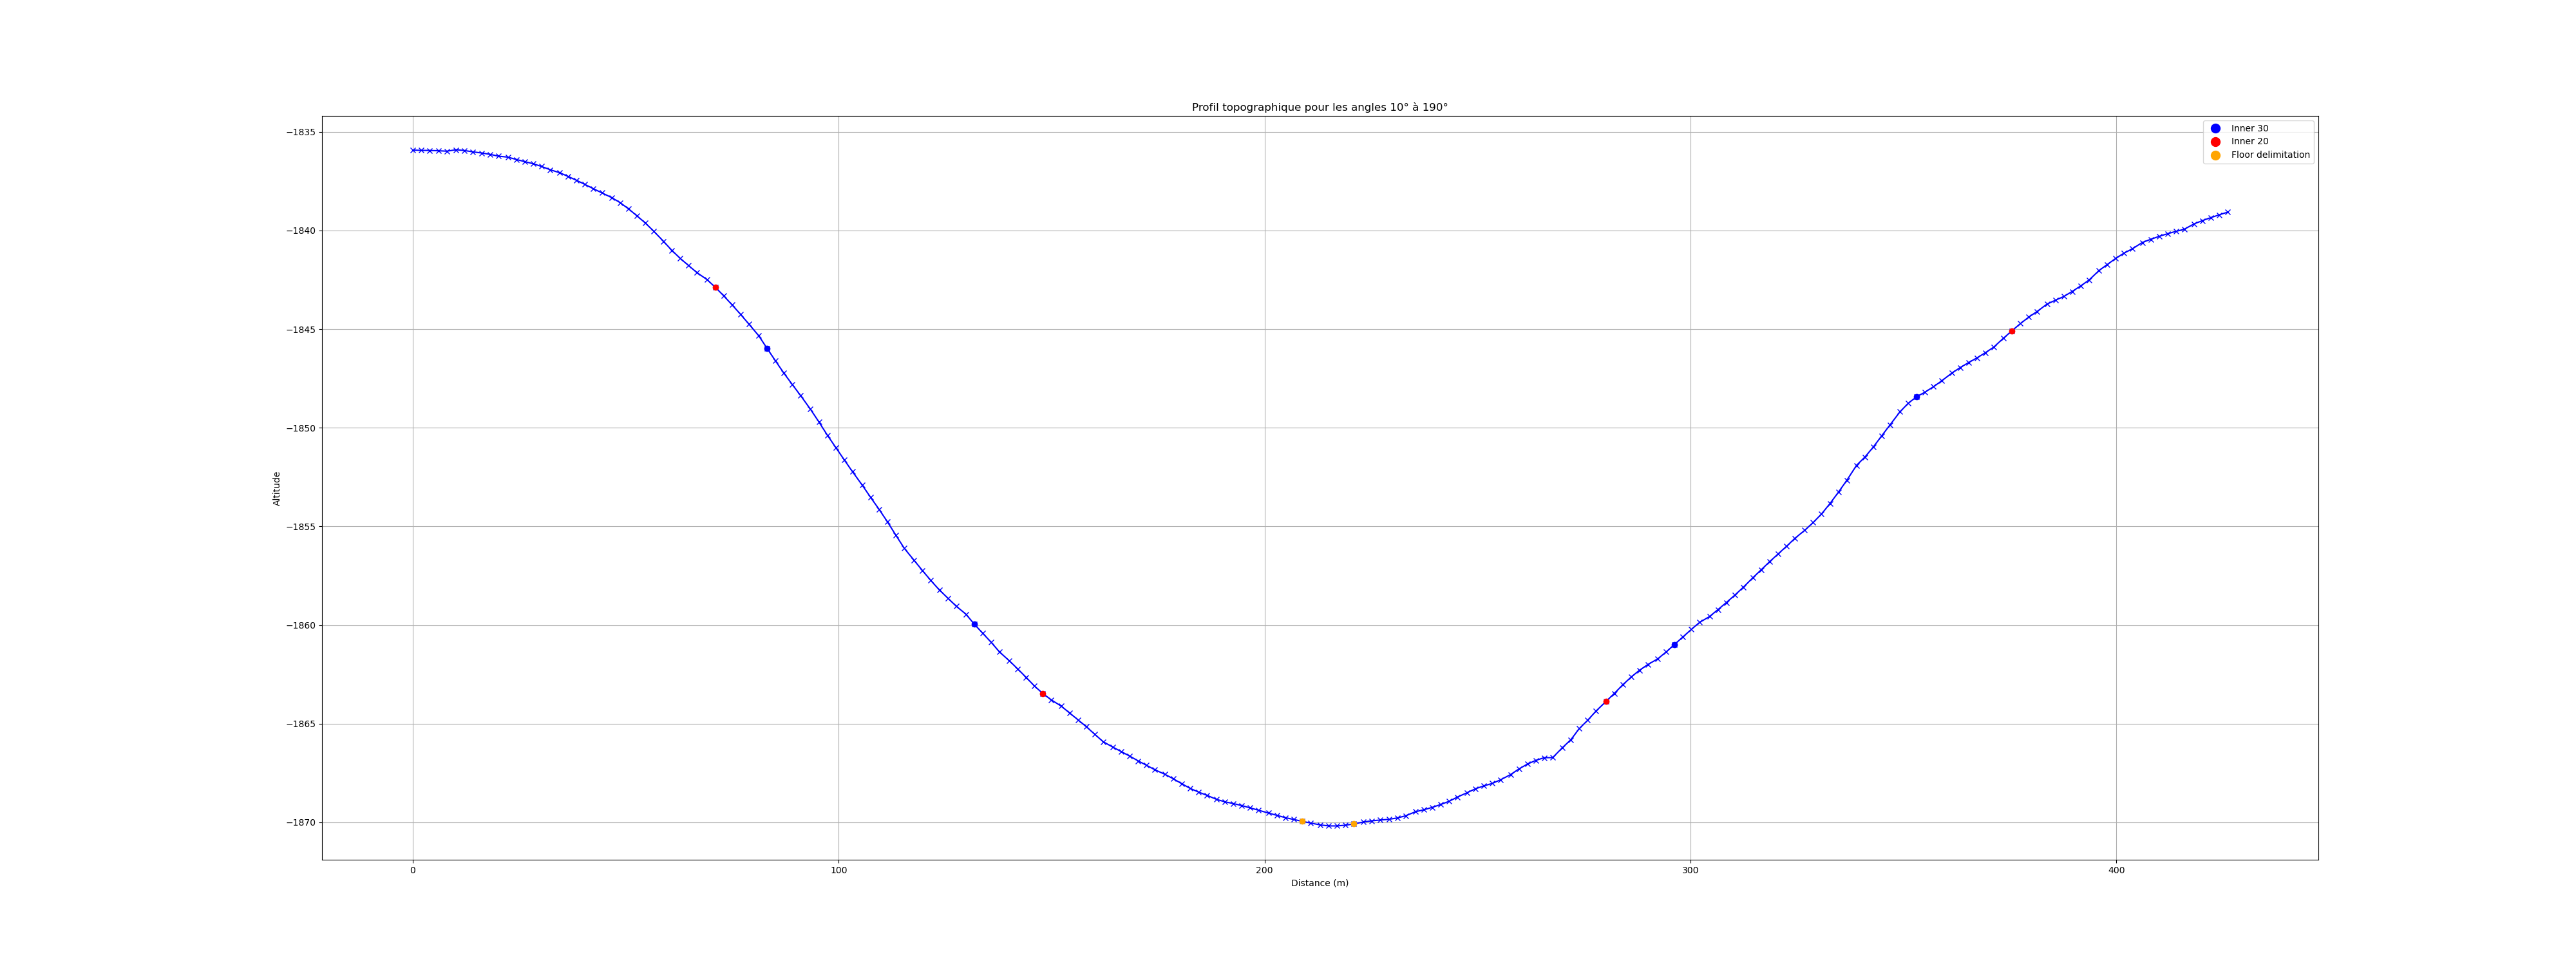 Profil topographique pour les angles 10° à 190°
Inner 30
Inner 20
Floor delimitation
−1835
−1840
−1845
−1850
−1855
−1860
−1865
−1870
Altitude
0 100 200 300 400
Distance (m)